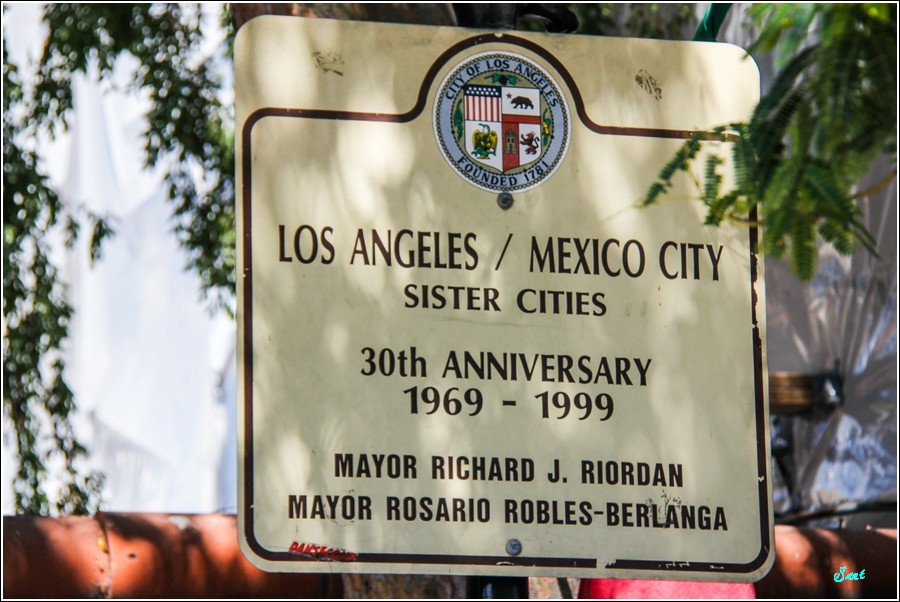 CITY OF LOS ANGELES
FOUNDED 1781
LOS ANGELES / MEXICO CITY
SISTER CITIES
30th ANNIVERSARY
1969 - 1999
MAYOR RICHARD J. RIORDAN
MAYOR ROSARIO ROBLES-BERLANGA